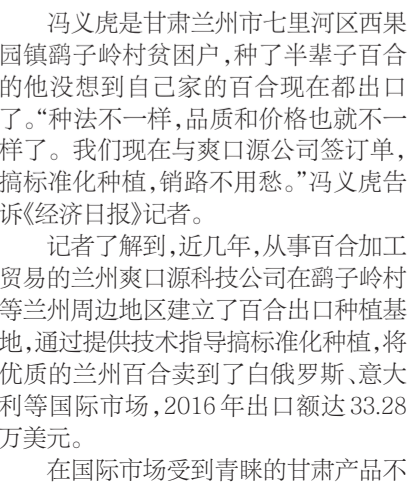 冯义虎是甘肃兰州市七里河区西果
园镇鹞子岭村贫困户,种了半辈子百合
的他没想到自己家的百合现在都出口
了。“种法不一样,品质和价格也就不一
样了。我们现在与爽口源公司签订单,
搞标准化种植,销路不用愁。”冯义虎告
诉《经济日报》记者。
记者了解到,近几年,从事百合加工
贸易的兰州爽口源科技公司在鹞子岭村
等兰州周边地区建立了百合出口种植基
地,通过提供技术指导搞标准化种植,将
优质的兰州百合卖到了白俄罗斯、意大
利等国际市场,2016年出口额达33.28
万美元。
在国际市场受到青睐的甘肃产品不